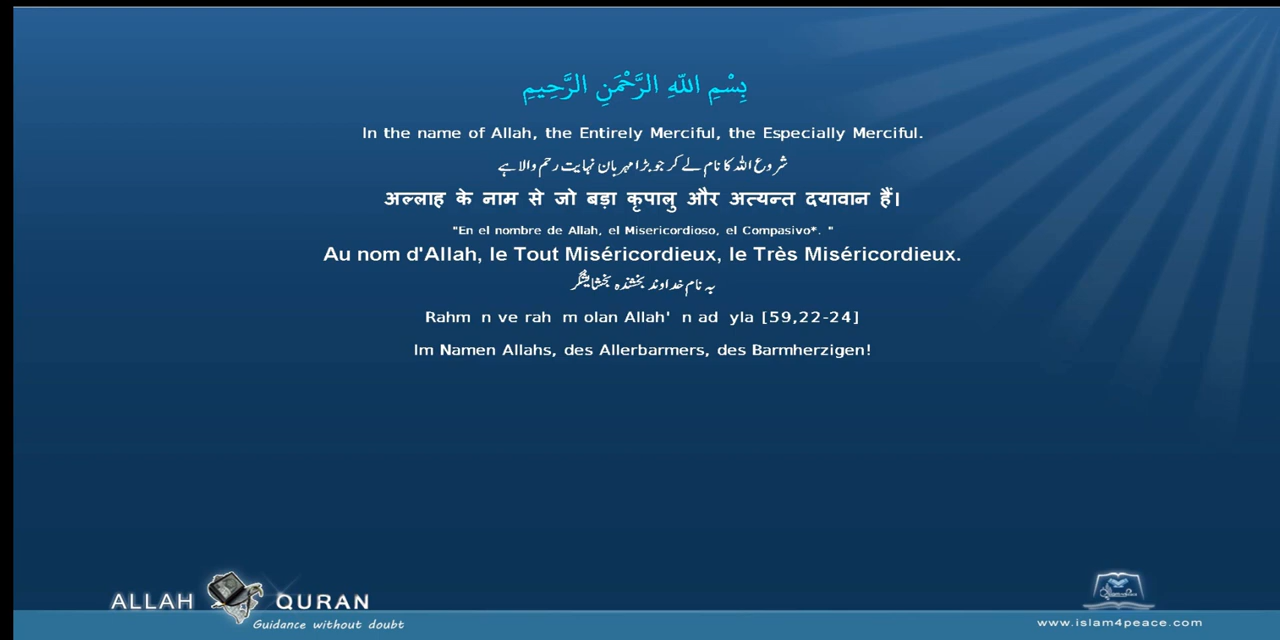 بِسْمِ اللّٰهِ الرَّحْمَنِ الرَّحِيمِ
In the name of Allah, the Entirely Merciful, the Especially Merciful.
شروع اللہ کا نام لے کر جو بڑا مہربان نہایت رحم والا ہے
अल्लाह के नाम से जो बड़ा कृपालु और अत्यन्त दयावान हैं।
"En el nombre de Allah, el Misericordioso, el Compasivo*. "
Au nom d'Allah, le Tout Miséricordieux, le Très Miséricordieux.
به نام خداوند بخشنده بخشایشگر
Rahm n ve rah m olan Allah' n ad yla [59,22-24]
Im Namen Allahs, des Allerbarmers, des Barmherzigen!
ALLAH QURAN
Guidance without doubt
www.islam4peace.com